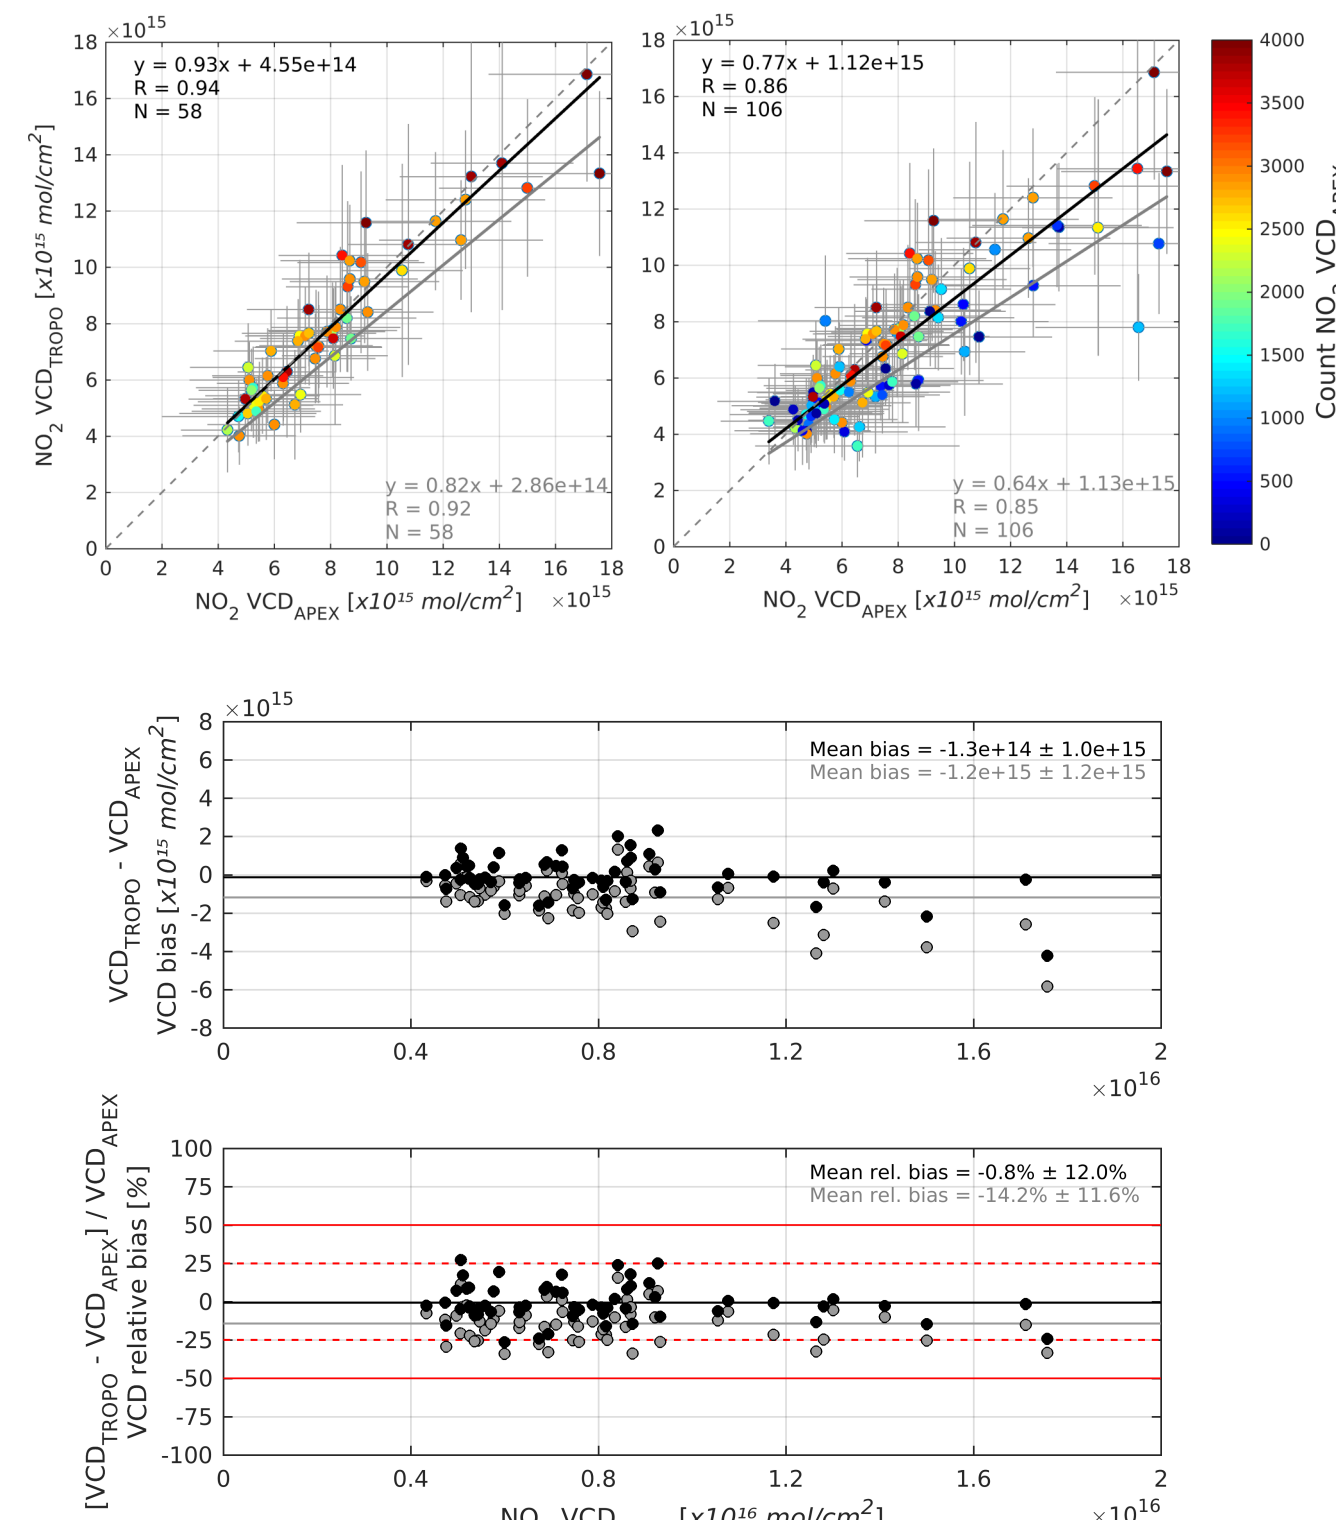 ×10^15
y = 0.93x + 4.55e+14
R = 0.94
N = 58
y = 0.82x + 2.86e+14
R = 0.92
N = 58
18
16
14
12
10
8
6
4
2
0
0 2 4 6 8 10 12 14 16 18
NO2 VCDTROPO [x10^15 mol/cm^2]
NO2 VCDAPEX [x10^15 mol/cm^2]
×10^15
×10^15
y = 0.77x + 1.12e+15
R = 0.86
N = 106
y = 0.64x + 1.13e+15
R = 0.85
N = 106
18
16
14
12
10
8
6
4
2
0
0 2 4 6 8 10 12 14 16 18
NO2 VCDAPEX [x10^15 mol/cm^2]
×10^15
4000
3500
3000
2500
2000
1500
1000
500
0
Count NO2 VCDAPEX
×10^15
8
6
4
2
0
-2
-4
-6
-8
VCDTROPO - VCDAPEX
VCD bias [x10^15 mol/cm^2]
Mean bias = -1.3e+14 ± 1.0e+15
Mean bias = -1.2e+15 ± 1.2e+15
0 0.4 0.8 1.2 1.6 2
×10^16
100
75
50
25
0
-25
-50
-75
-100
[VCDTROPO - VCDAPEX] / VCDAPEX
VCD relative bias [%]
Mean rel. bias = -0.8% ± 12.0%
Mean rel. bias = -14.2% ± 11.6%
0 0.4 0.8 1.2 1.6 2
×10^16
NO VCD [x10^16 mol/cm^2]